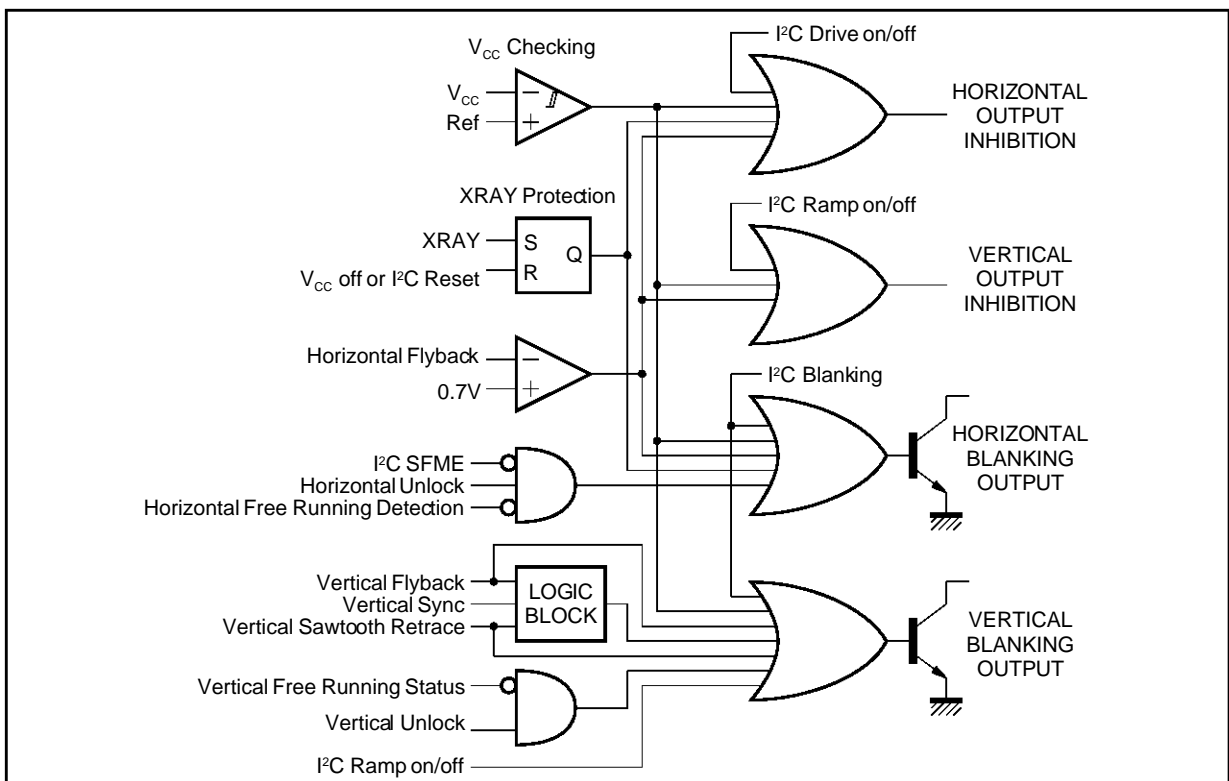 I²C Drive on/off
V_CC Checking
V_CC
−
Ref
+
HORIZONTAL
OUTPUT
INHIBITION
XRAY Protection
XRAY
S
Q
V_CC off or I²C Reset
R
I²C Ramp on/off
VERTICAL
OUTPUT
INHIBITION
Horizontal Flyback
−
0.7V
+
I²C Blanking
HORIZONTAL
BLANKING
OUTPUT
I²C SFME
Horizontal Unlock
Horizontal Free Running Detection
Vertical Flyback
Vertical Sync
Vertical Sawtooth Retrace
LOGIC
BLOCK
VERTICAL
BLANKING
OUTPUT
Vertical Free Running Status
Vertical Unlock
I²C Ramp on/off